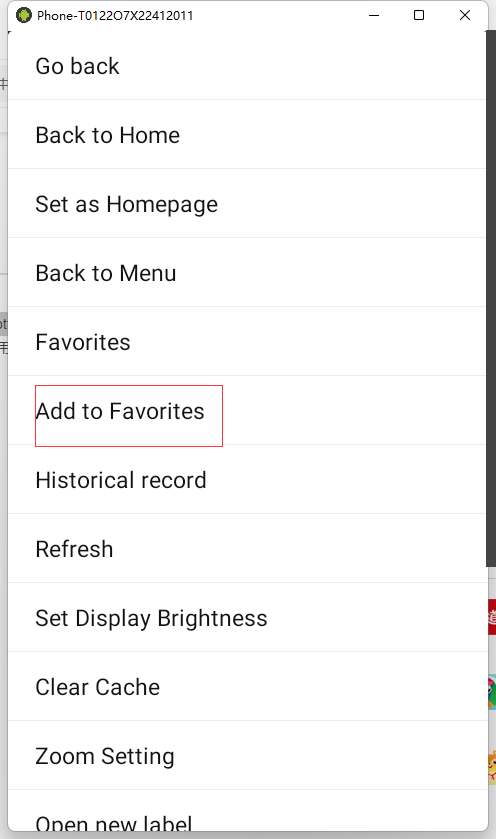 Phone-T0122O7X22412011
Go back
Back to Home
Set as Homepage
Back to Menu
Favorites
Add to Favorites
Historical record
Refresh
Set Display Brightness
Clear Cache
Zoom Setting
Open new label